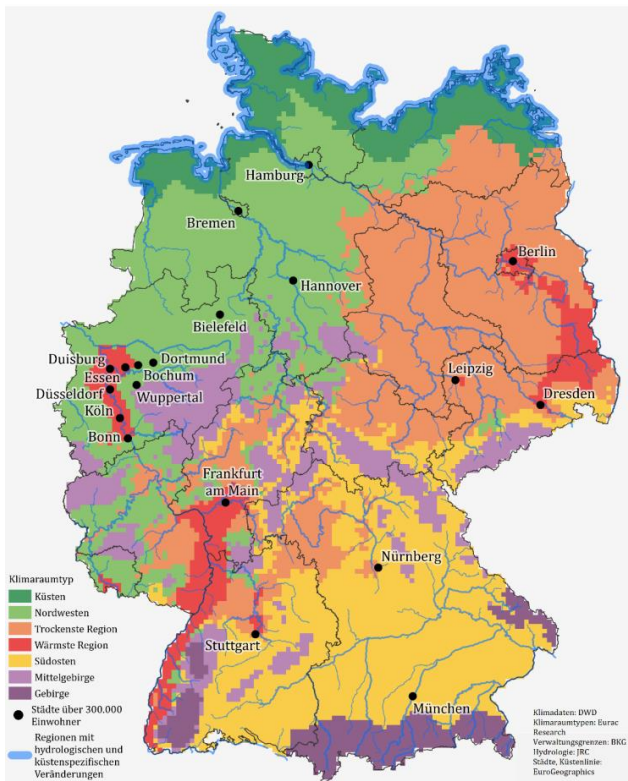 Hamburg
Bremen
Berlin
Hannover
Bielefeld
Duisburg
Dortmund
Essen
Bochum
Düsseldorf
Wuppertal
Köln
Bonn
Leipzig
Dresden
Frankfurt
am Main
Nürnberg
Stuttgart
München
Klimaraumtyp
Küsten
Nordwesten
Trockenste Region
Wärmste Region
Südosten
Mittelgebirge
Gebirge
Städte über 300.000
Einwohner
Regionen mit
hydrologischen und
küstenspezifischen
Veränderungen
Klimadaten: DWD
Klimaraumtypen: Eurac
Research
Verwaltungsgrenzen: BKG
Hydrologie: JRC
Städte, Küstenlinie:
EuroGeographics